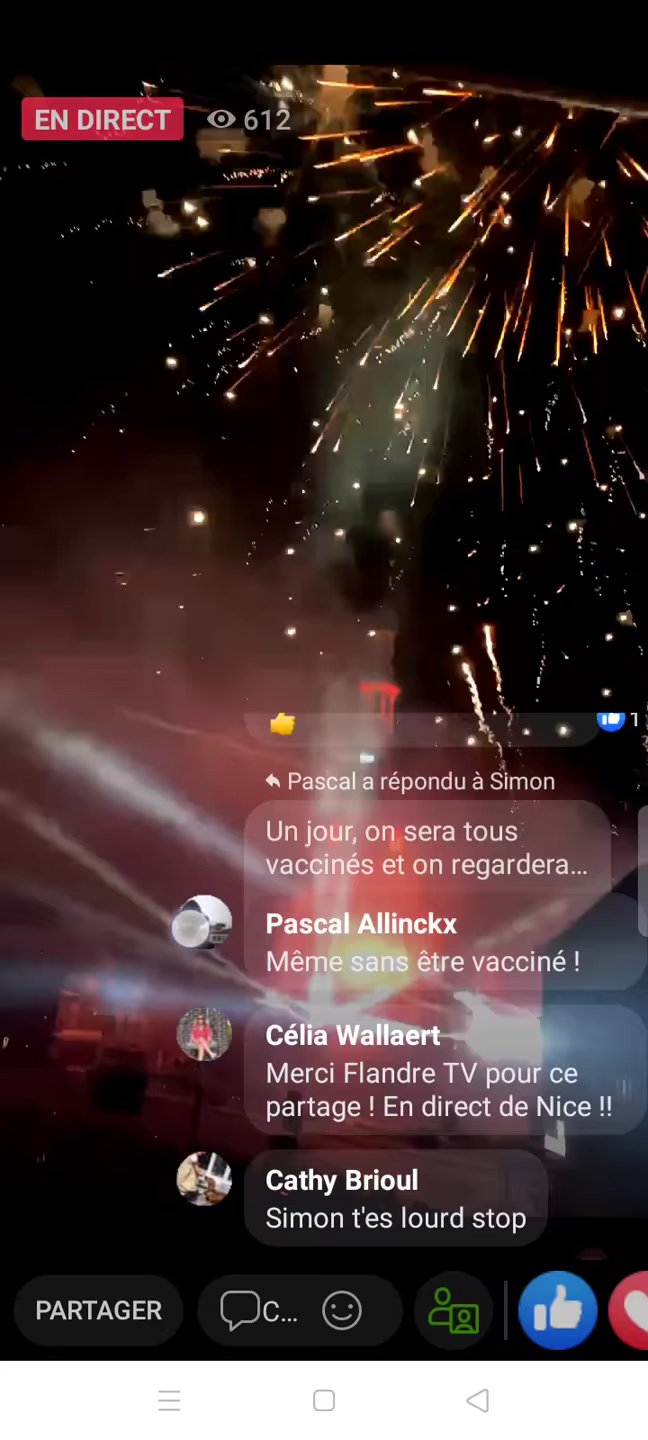 EN DIRECT 612
1
Pascal a répondu à Simon
Un jour, on sera tous
vaccinés et on regardera...
Pascal Allinckx
Même sans être vacciné !
Célia Wallaert
Merci Flandre TV pour ce
partage ! En direct de Nice !!
Cathy Brioul
Simon t'es lourd stop
PARTAGER C...